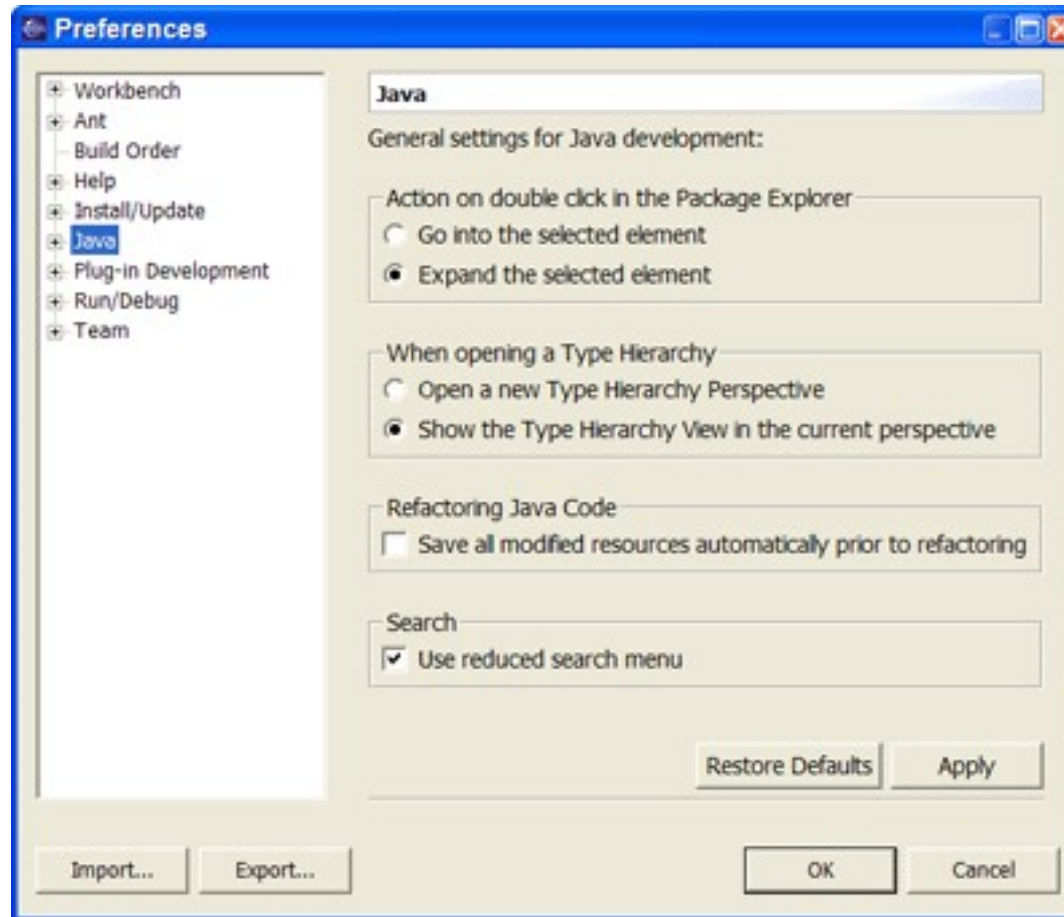 Preferences
Workbench
Ant
Build Order
Help
Install/Update
Java
Plug-in Development
Run/Debug
Team
Java
General settings for Java development:
Action on double click in the Package Explorer
Go into the selected element
Expand the selected element
When opening a Type Hierarchy
Open a new Type Hierarchy Perspective
Show the Type Hierarchy View in the current perspective
Refactoring Java Code
Save all modified resources automatically prior to refactoring
Search
Use reduced search menu
Restore Defaults
Apply
Import...
Export...
OK
Cancel